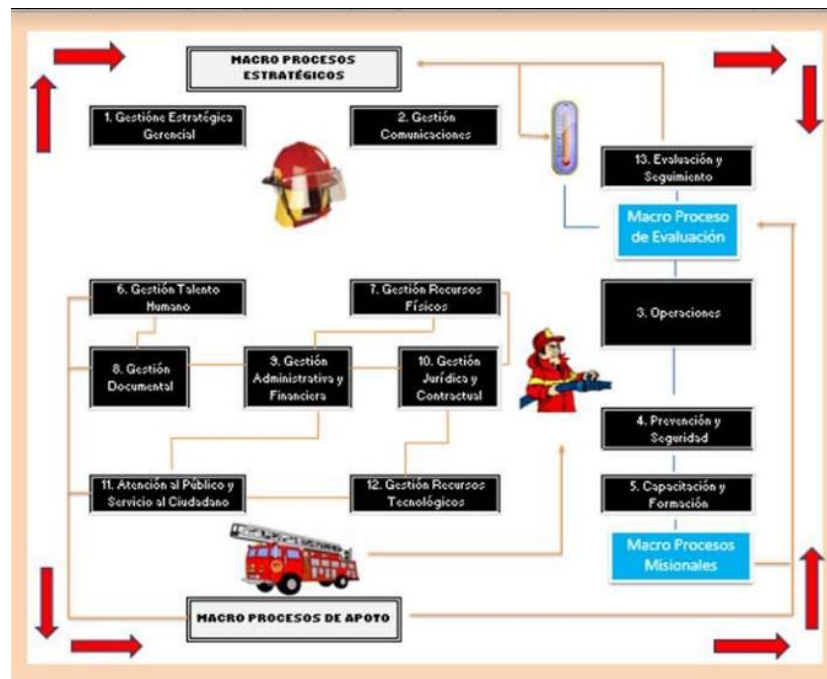 MACRO PROCESOS
ESTRATÉGICOS
1. Gestióne Estratégica
Gerencial
2. Gestión
Comunicaciones
13. Evaluación y
Seguimiento
Macro Proceso
de Evaluación
6. Gestión Talento
Humano
7. Gestión Recursos
Físicos
3. Operaciones
8. Gestión
Documental
9. Gestión
Administrativa y
Financiera
10. Gestión
Jurídica y
Contractual
4. Prevención y
Seguridad
11. Atención al Público y
Servicio al Ciudadano
12. Gestión Recursos
Tecnológicos
5. Capacitación y
Formación
Macro Procesos
Misionales
MACRO PROCESOS DE APOTO